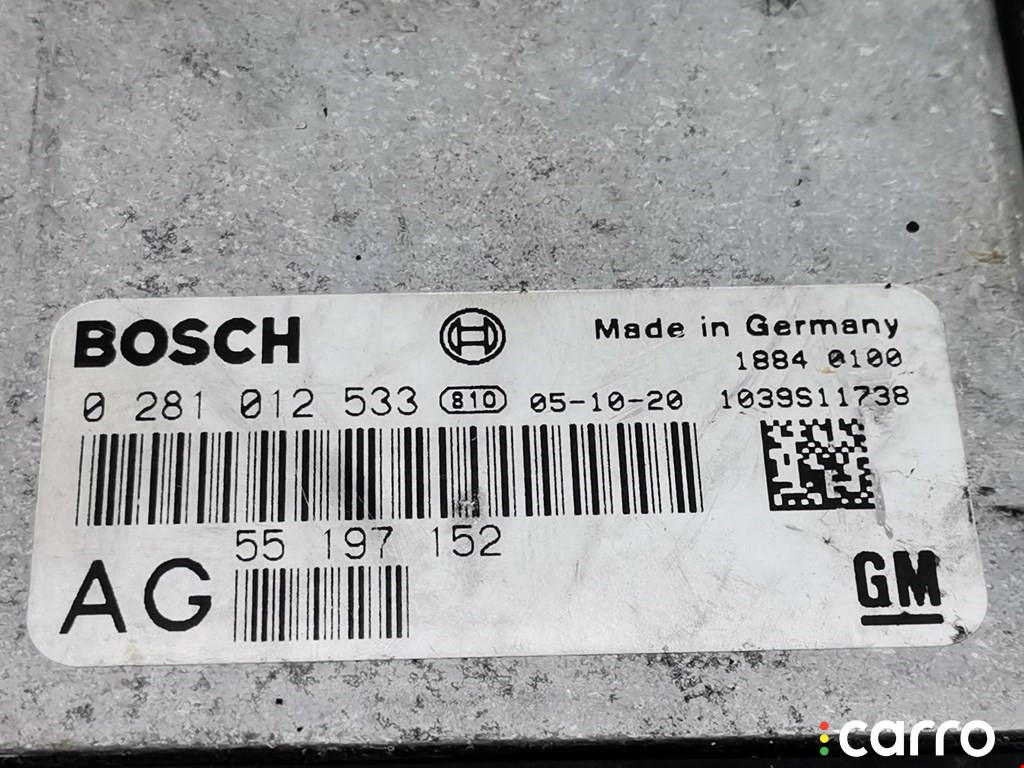 BOSCH
Made in Germany
1884 0100
0 281 012 533 810 05-10-20 1039S11738
55 197 152
AG
GM
carro